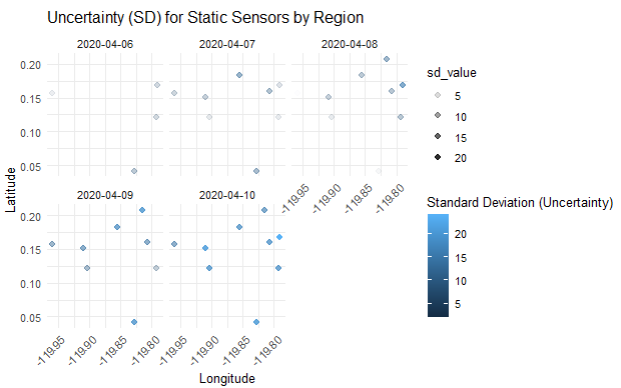 Uncertainty (SD) for Static Sensors by Region
2020-04-06 2020-04-07 2020-04-08
0.20
0.15
0.10
0.05
-119.95 -119.90 -119.85 -119.80
2020-04-09 2020-04-10
0.20
0.15
0.10
0.05
-119.95 -119.90 -119.85 -119.80 -119.95 -119.90 -119.85 -119.80
Latitude
Longitude
sd_value
5
10
15
20
Standard Deviation (Uncertainty)
20
15
10
5